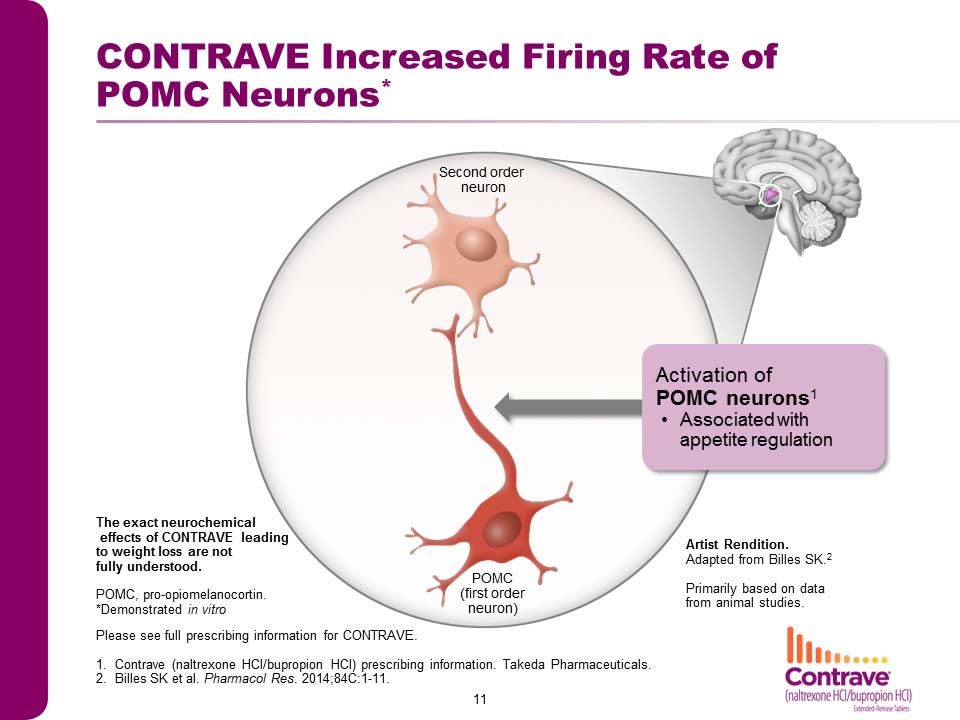 CONTRAVE Increased Firing Rate of
POMC Neurons*
Second order
neuron
Activation of
POMC neurons1
• Associated with
appetite regulation
The exact neurochemical
effects of CONTRAVE leading
to weight loss are not
fully understood.
POMC, pro-opiomelanocortin.
*Demonstrated in vitro
POMC
(first order
neuron)
Artist Rendition.
Adapted from Billes SK.2
Primarily based on data
from animal studies.
Please see full prescribing information for CONTRAVE.
1. Contrave (naltrexone HCl/bupropion HCl) prescribing information. Takeda Pharmaceuticals.
2. Billes SK et al. Pharmacol Res. 2014;84C:1-11.
Contrave®
(naltrexone HCl/bupropion HCl)
Extended-Release Tablets
11